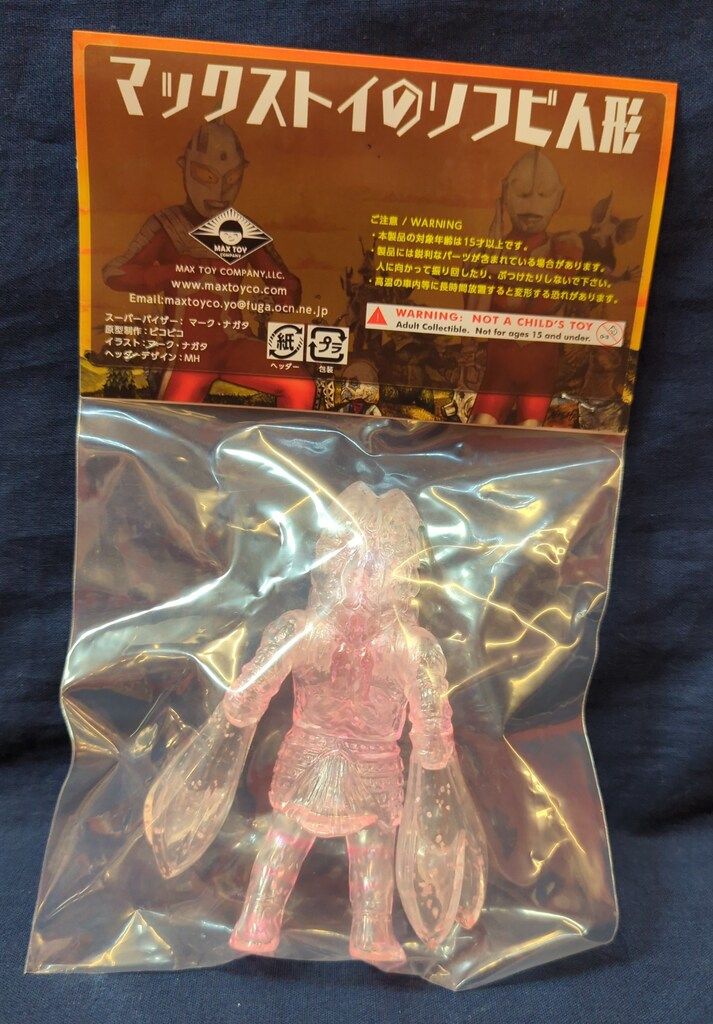 マックストイのソフビ人形
MAX TOY
COMPANY
MAX TOY COMPANY,LLC.
www.maxtoyco.com
Email:maxtoyco.yo@fuga.ocn.ne.jp
スーパーバイザー：マーク・ナガタ
原型制作：ピコピコ
イラスト：マーク・ナガタ
ヘッダーデザイン：MH
紙
ヘッダー
プラ
包装
ご注意 / WARNING
・本製品の対象年齢は15才以上です。
・製品には鋭利なパーツが含まれている場合があります。
人に向かって振り回したり、ぶつけたりしないで下さい。
・高温の車内等に長時間放置すると変形する恐れがあります。
WARNING: NOT A CHILD'S TOY
Adult Collectible. Not for ages 15 and under.
0-3